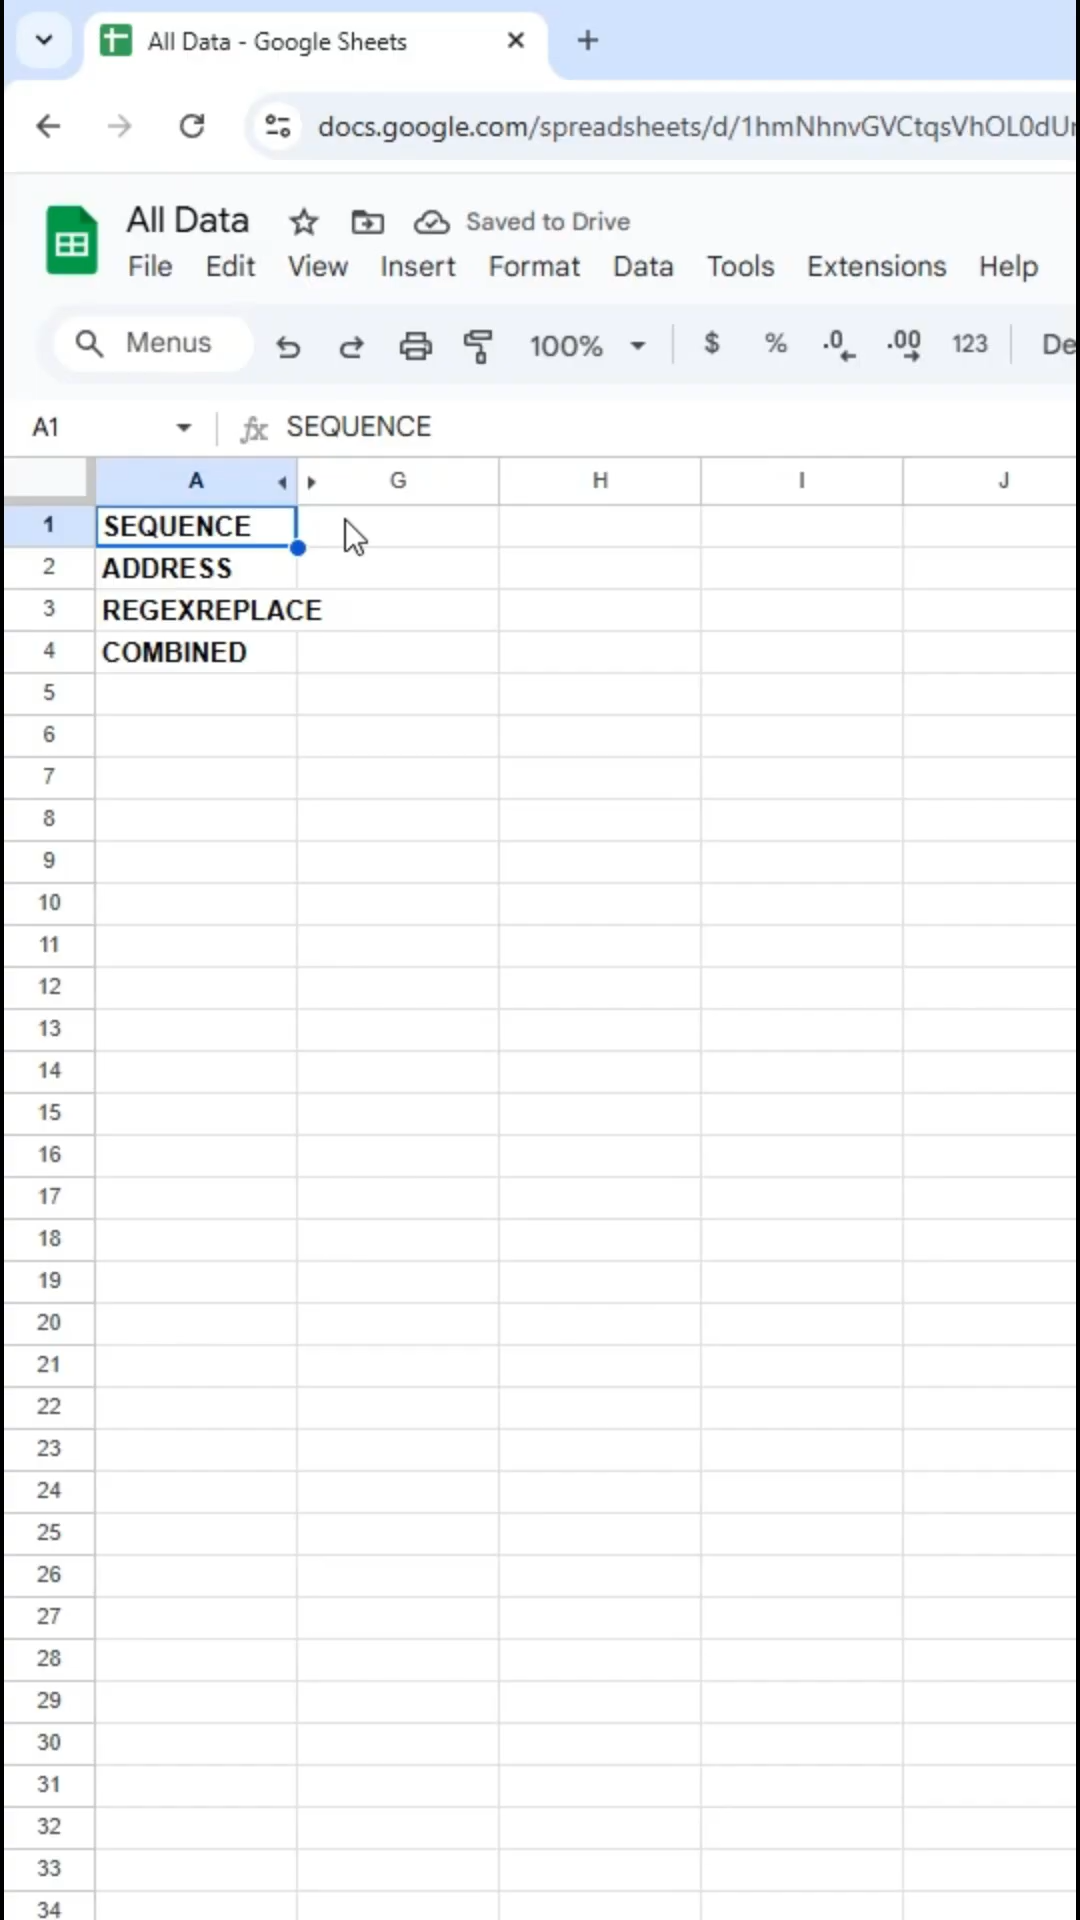 All Data - Google Sheets
docs.google.com/spreadsheets/d/1hmNhnvGVCtqsVhOL0dU
All Data Saved to Drive
File Edit View Insert Format Data Tools Extensions Help
Menus 100% $ % .0 .00 123 De
A1 fx SEQUENCE
A G H I J
1 SEQUENCE
2 ADDRESS
3 REGEXREPLACE
4 COMBINED
5
6
7
8
9
10
11
12
13
14
15
16
17
18
19
20
21
22
23
24
25
26
27
28
29
30
31
32
33
34